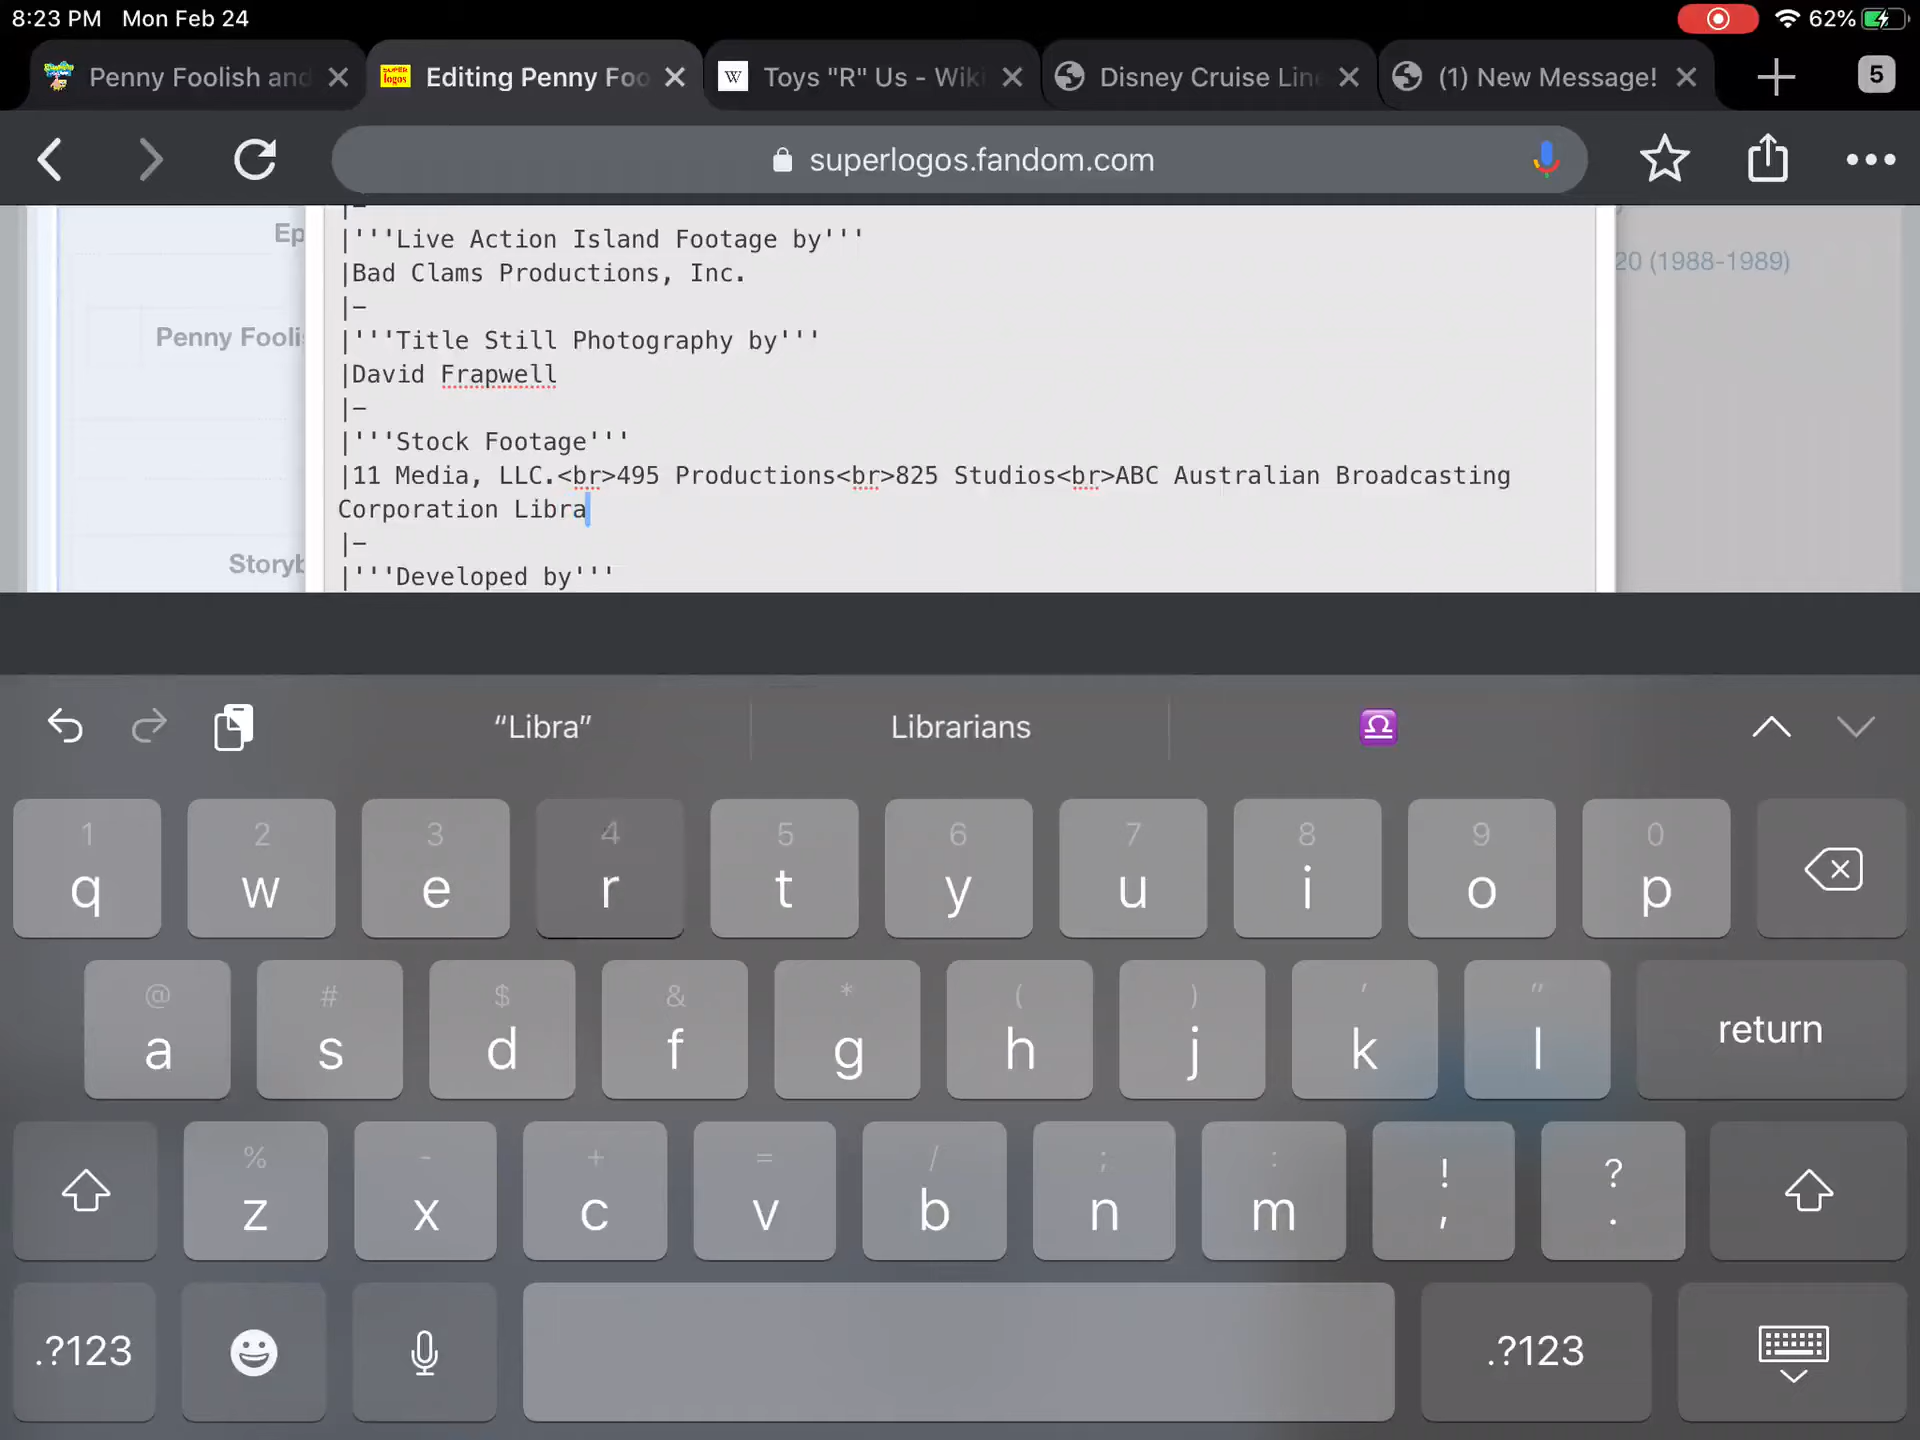 8:23 PM Mon Feb 24
62%
Penny Foolish and
Editing Penny Foo
Toys "R" Us - Wiki
Disney Cruise Line
(1) New Message!
5
superlogos.fandom.com
|-
Ep
|'''Live Action Island Footage by'''
20 (1988-1989)
|Bad Clams Productions, Inc.
|-
Penny Fooli
|'''Title Still Photography by'''
|David Frapwell
|-
|'''Stock Footage'''
|11 Media, LLC.<br>495 Productions<br>825 Studios<br>ABC Australian Broadcasting
Corporation Libra
|-
Storyb
|'''Developed by'''
“Libra”
Librarians
♎
1 2 3 4 5 6 7 8 9 0
q w e r t y u i o p
@ # $ & * ( ) ' "
a s d f g h j k l return
% - + = / ; : ! ?
z x c v b n m , .
.?123 .?123